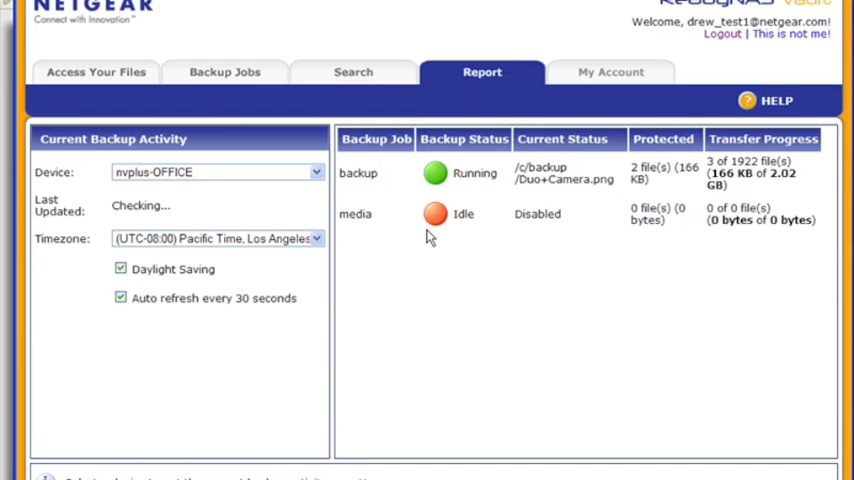 NETGEAR
Connect with Innovation™
ReadyNAS Vault
Welcome, drew_test1@netgear.com!
Logout | This is not me!
Access Your Files
Backup Jobs
Search
Report
My Account
? HELP
Current Backup Activity
Device:
nvplus-OFFICE
Last
Updated:
Checking...
Timezone:
(UTC-08:00) Pacific Time, Los Angeles
Daylight Saving
Auto refresh every 30 seconds
Backup Job Backup Status Current Status Protected Transfer Progress
backup
Running
/c/backup
/Duo+Camera.png
2 file(s) (166
KB)
3 of 1922 file(s)
(166 KB of 2.02
GB)
media
Idle
Disabled
0 file(s) (0
bytes)
0 of 0 file(s)
(0 bytes of 0 bytes)